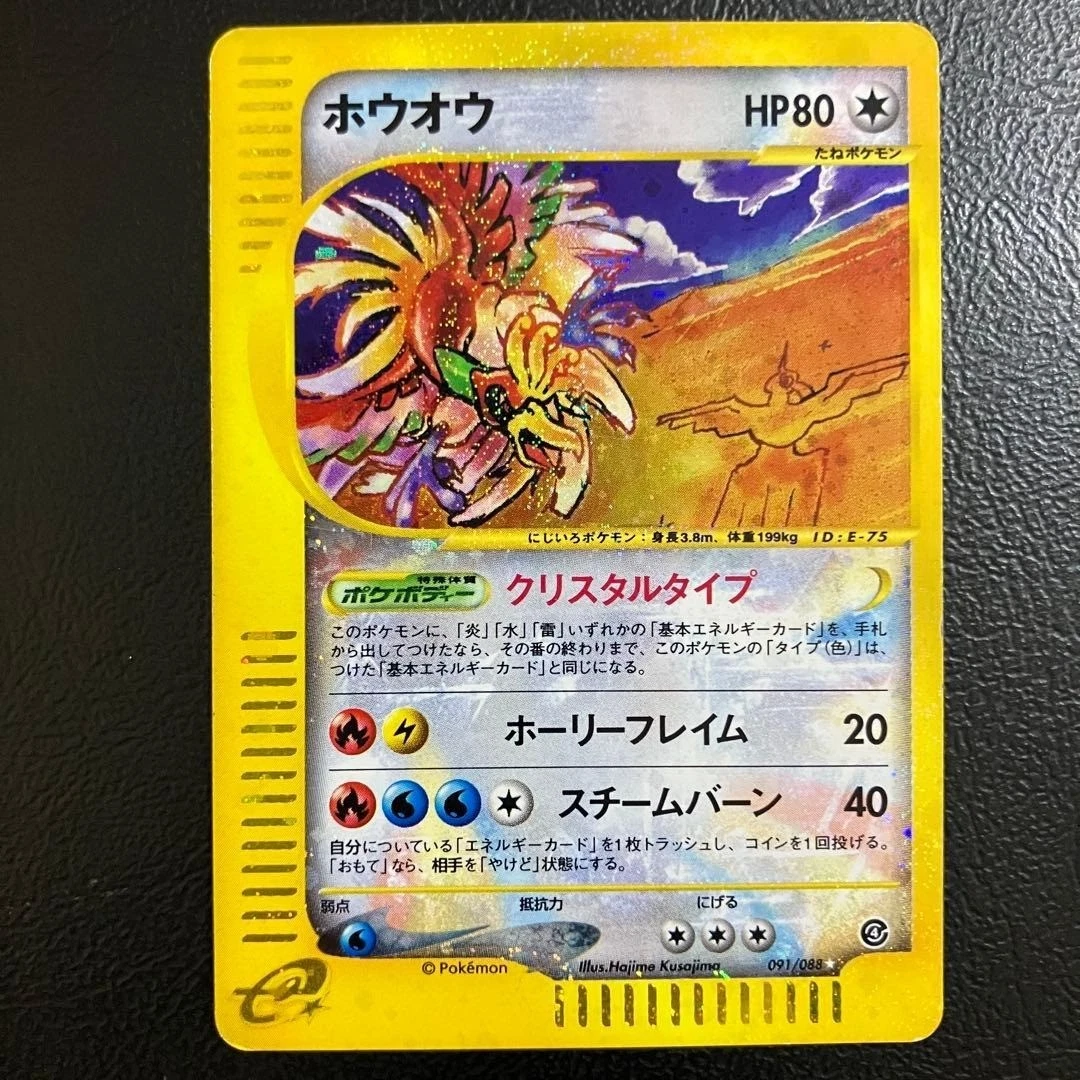 ホウオウ HP80
たねポケモン
にじいろポケモン：身長3.8m、体重199kg ID:E-75
特殊体質
ポケボディー クリスタルタイプ
このポケモンに、「炎」「水」「雷」いずれかの「基本エネルギーカード」を、手札
から出してつけたなら、その番の終わりまで、このポケモンの「タイプ（色）」は、
つけた「基本エネルギーカード」と同じになる。
ホーリーフレイム 20
スチームバーン 40
自分についている「エネルギーカード」を1枚トラッシュし、コインを1回投げる。
「おもて」なら、相手を「やけど」状態にする。
弱点 抵抗力 にげる
4
© Pokémon Illus.Hajime Kusajima 091/088 ★
e